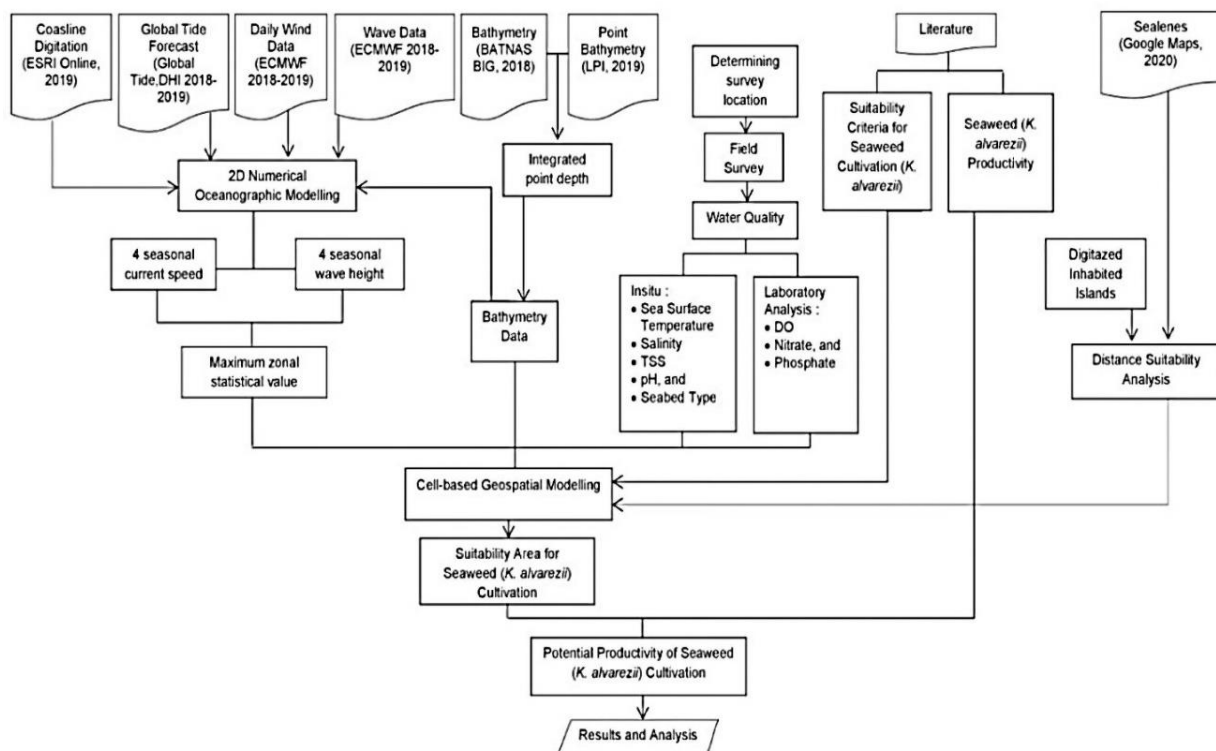 Coasline
Digitation
(ESRI Online,
2019)
Global Tide
Forecast
(Global
Tide,DHI 2018-
2019)
Daily Wind
Data
(ECMWF
2018-2019)
Wave Data
(ECMWF 2018-
2019)
Bathymetry
(BATNAS
BIG, 2018)
Point
Bathymetry
(LPI, 2019)
Determining
survey
location
Literature
Sealenes
(Google Maps,
2020)
2D Numerical
Oceanographic Modelling
Integrated
point depth
Field
Survey
Suitability
Criteria for
Seaweed
Cultivation (K.
alvarezii)
Seaweed (K.
alvarezii)
Productivity
Water Quality
4 seasonal
current speed
4 seasonal
wave height
Bathymetry
Data
Insitu :
• Sea Surface
Temperature
• Salinity
• TSS
• pH, and
• Seabed Type
Laboratory
Analysis :
• DO
• Nitrate, and
• Phosphate
Digitazed
Inhabited
Islands
Maximum zonal
statistical value
Distance Suitability
Analysis
Cell-based Geospatial Modelling
Suitability Area for
Seaweed (K. alvarezii)
Cultivation
Potential Productivity of Seaweed
(K. alvarezii) Cultivation
Results and Analysis